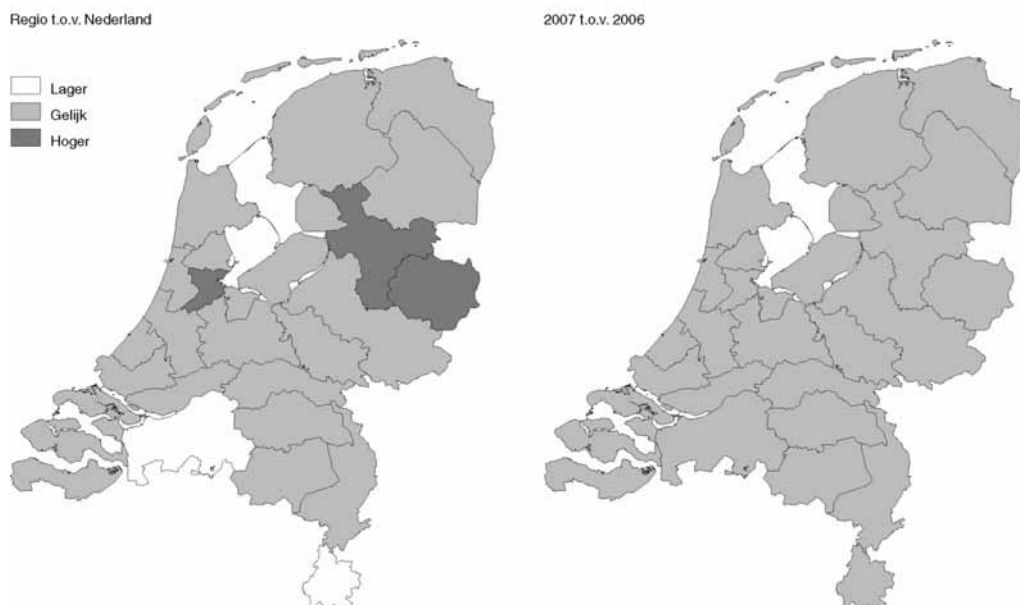 Regio t.o.v. Nederland
2007 t.o.v. 2006
Lager
Gelijk
Hoger